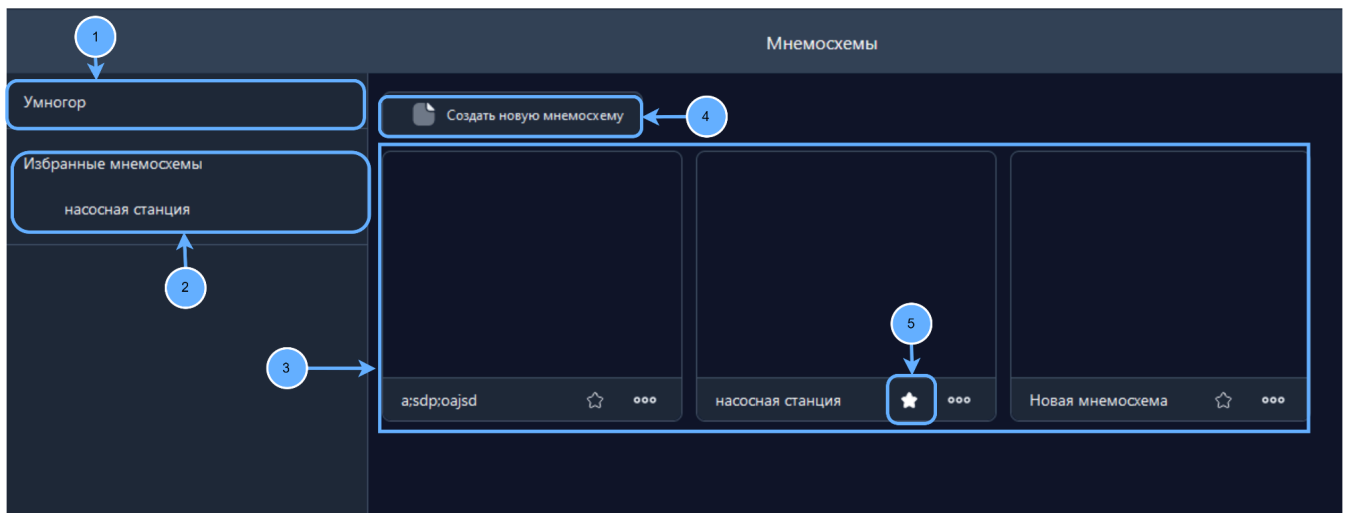 1
Мнемосхемы
Умногор
Создать новую мнемосхему
4
Избранные мнемосхемы
насосная станция
2
5
3
a;sdp;oajsd
насосная станция
Новая мнемосхема